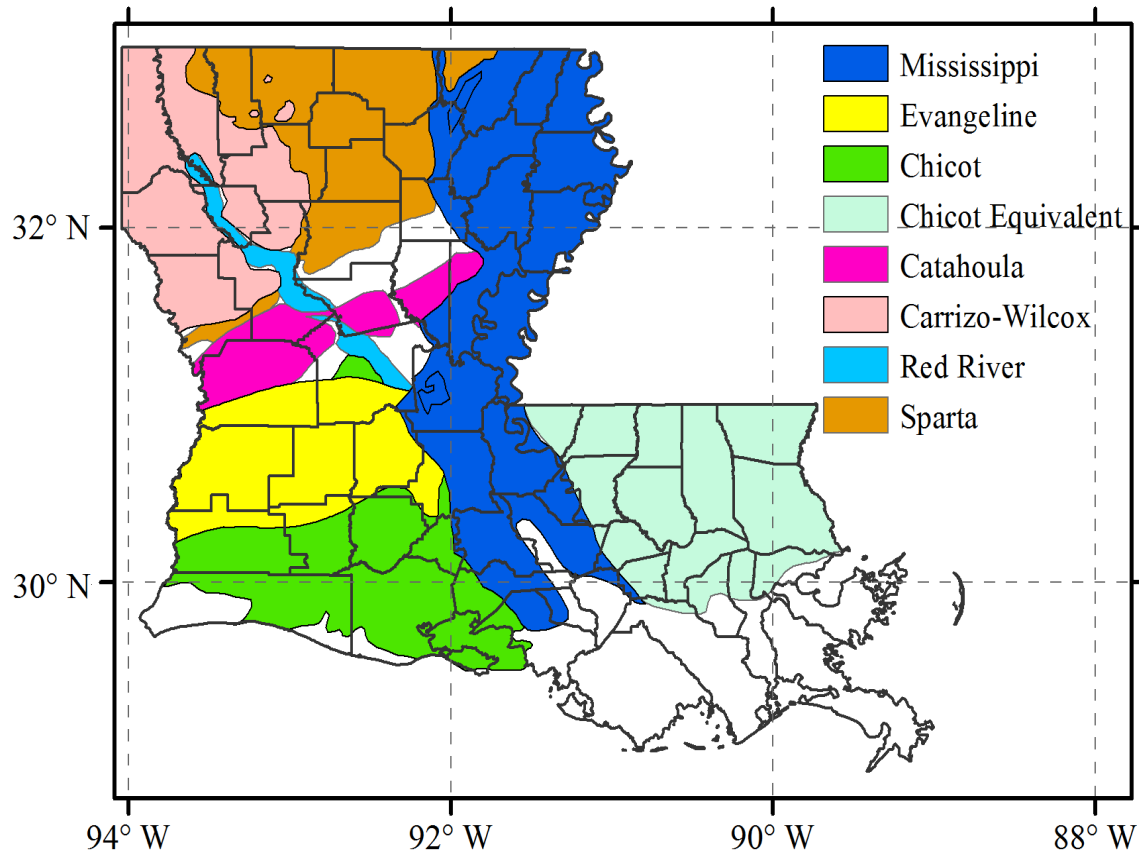 Mississippi
Evangeline
Chicot
32° N
Chicot Equivalent
Catahoula
Carrizo-Wilcox
Red River
Sparta
30° N
94° W
92° W
90° W
88° W